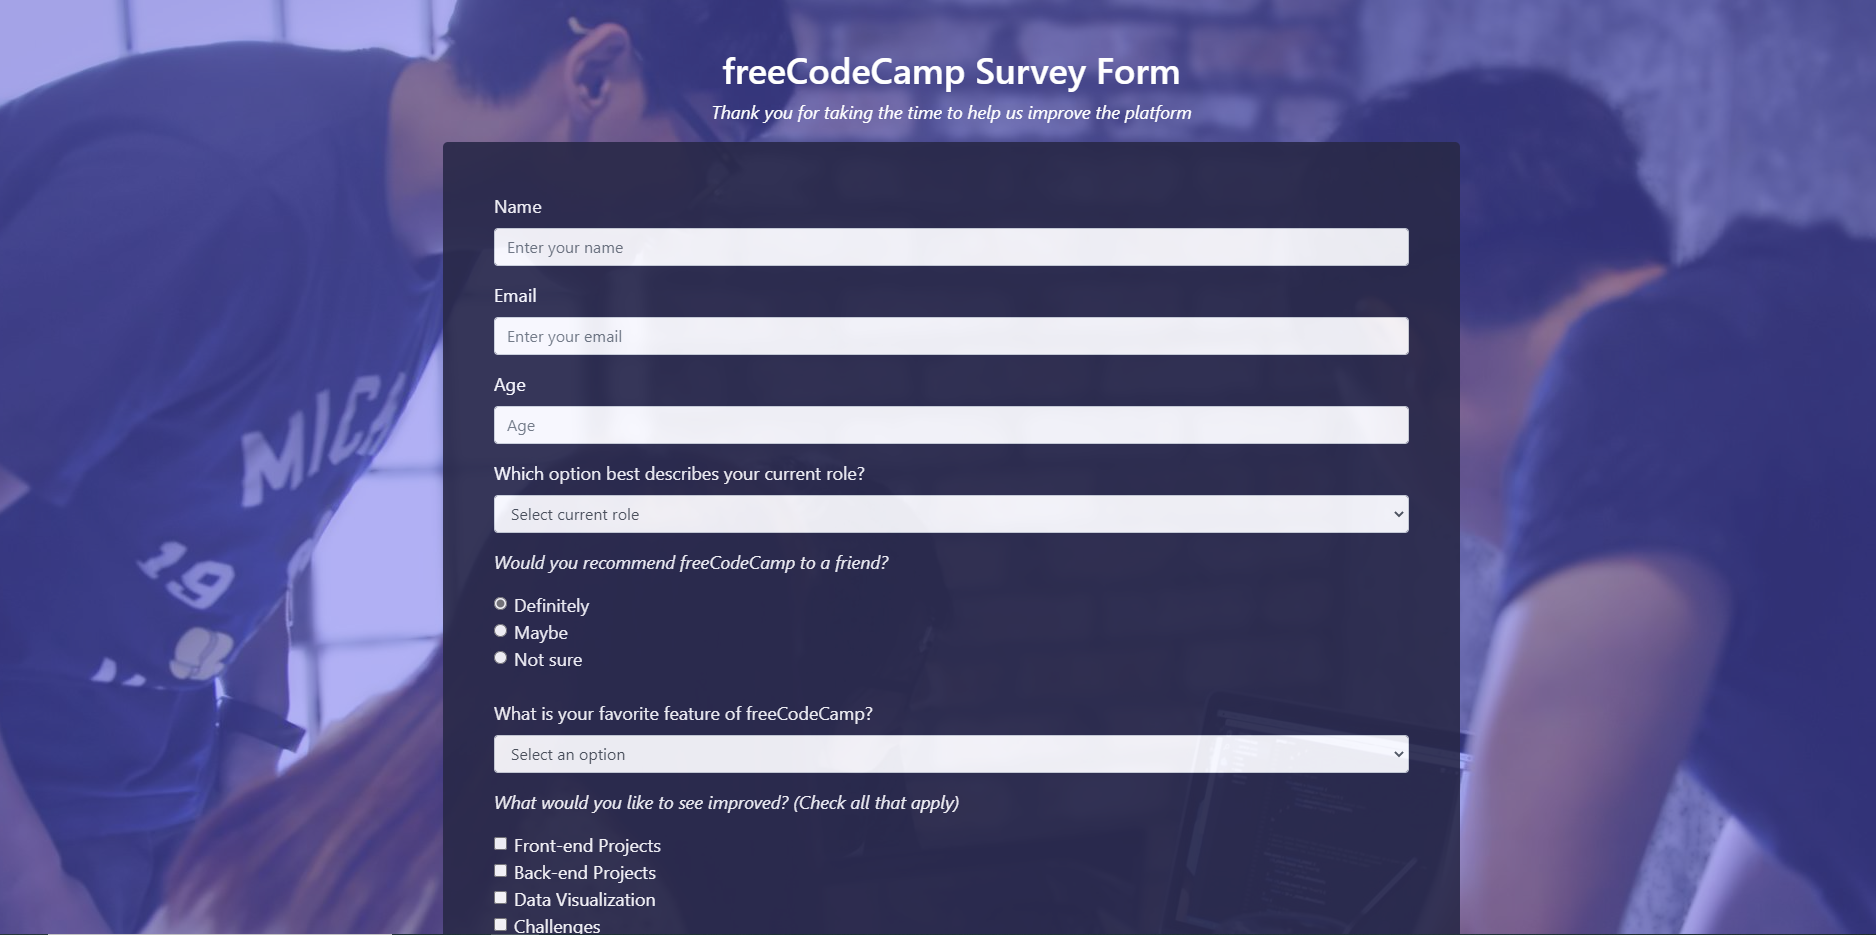 freeCodeCamp Survey Form
Thank you for taking the time to help us improve the platform
Name
Enter your name
Email
Enter your email
Age
Age
Which option best describes your current role?
Select current role
Would you recommend freeCodeCamp to a friend?
Definitely
Maybe
Not sure
What is your favorite feature of freeCodeCamp?
Select an option
What would you like to see improved? (Check all that apply)
Front-end Projects
Back-end Projects
Data Visualization
Challenges
MICH
19